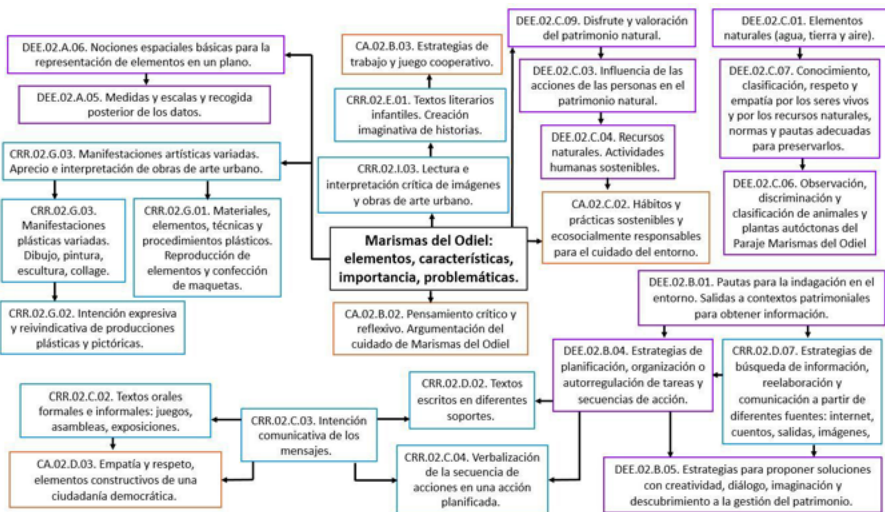 DEE.02.A.06. Nociones espaciales básicas para la
representación de elementos en un plano.
DEE.02.A.05. Medidas y escalas y recogida
posterior de los datos.
CRR.02.G.03. Manifestaciones artísticas variadas.
Aprecio e interpretación de obras de arte urbano.
CRR.02.G.03.
Manifestaciones
plásticas variadas.
Dibujo, pintura,
escultura, collage.
CRR.02.G.01. Materiales,
elementos, técnicas y
procedimientos plásticos.
Reproducción de
elementos y confección
de maquetas.
CRR.02.G.02. Intención expresiva
y reivindicativa de producciones
plásticas y pictóricas.
CA.02.B.03. Estrategias de
trabajo y juego cooperativo.
CRR.02.E.01. Textos literarios
infantiles. Creación
imaginativa de historias.
CRR.02.I.03. Lectura e
interpretación crítica de imágenes
y obras de arte urbano.
Marismas del Odiel:
elementos, características,
importancia, problemáticas.
CA.02.B.02. Pensamiento crítico y
reflexivo. Argumentación del
cuidado de Marismas del Odiel
DEE.02.C.09. Disfrute y valoración
del patrimonio natural.
DEE.02.C.03. Influencia de las
acciones de las personas en el
patrimonio natural.
DEE.02.C.04. Recursos
naturales. Actividades
humanas sostenibles.
CA.02.C.02. Hábitos y
prácticas sostenibles y
ecosocialmente responsables
para el cuidado del entorno.
DEE.02.C.01. Elementos
naturales (agua, tierra y aire).
DEE.02.C.07. Conocimiento,
clasificación, respeto y
empatía por los seres vivos
y por los recursos naturales,
normas y pautas adecuadas
para preservarlos.
DEE.02.C.06. Observación,
discriminación y
clasificación de animales y
plantas autóctonas del
Paraje Marismas del Odiel
DEE.02.B.01. Pautas para la indagación en el
entorno. Salidas a contextos patrimoniales
para obtener información.
DEE.02.B.04. Estrategias de
planificación, organización o
autorregulación de tareas y
secuencias de acción.
CRR.02.D.07. Estrategias de
búsqueda de información,
reelaboración y
comunicación a partir de
diferentes fuentes: internet,
cuentos, salidas, imágenes,
DEE.02.B.05. Estrategias para proponer soluciones
con creatividad, diálogo, imaginación y
descubrimiento a la gestión del patrimonio.
CRR.02.D.02. Textos
escritos en diferentes
soportes.
CRR.02.C.04. Verbalización
de la secuencia de
acciones en una acción
planificada.
CRR.02.C.03. Intención
comunicativa de los
mensajes.
CRR.02.C.02. Textos orales
formales e informales: juegos,
asambleas, exposiciones.
CA.02.D.03. Empatía y respeto,
elementos constructivos de una
ciudadanía democrática.